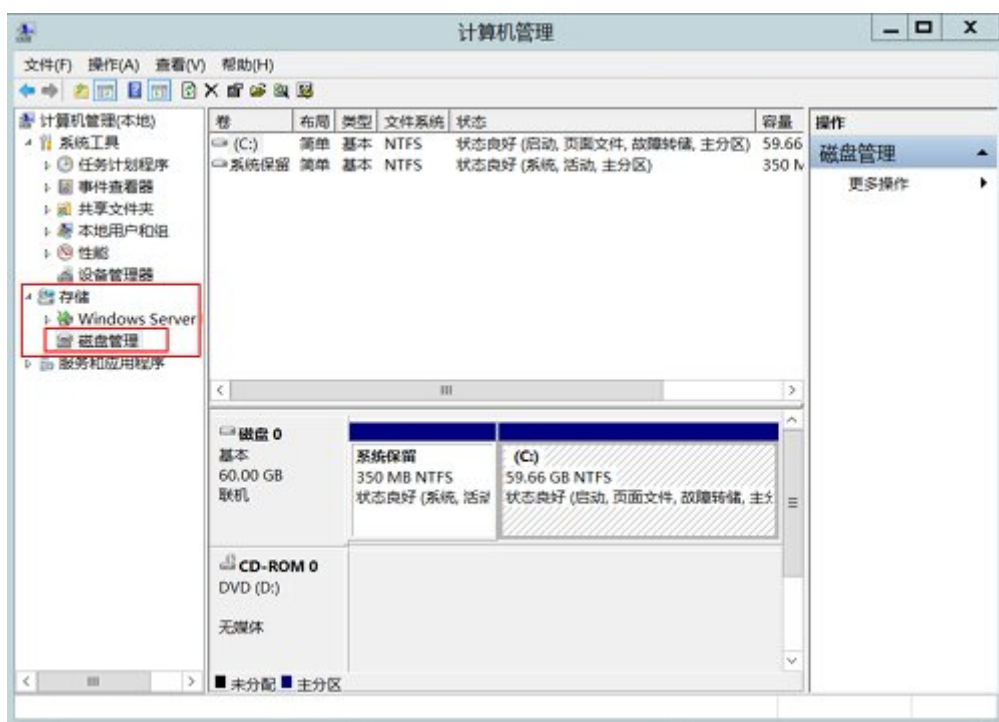 计算机管理
文件(F) 操作(A) 查看(V) 帮助(H)
计算机管理(本地)
系统工具
任务计划程序
事件查看器
共享文件夹
本地用户和组
性能
设备管理器
存储
Windows Server
磁盘管理
服务和应用程序
卷 布局 类型 文件系统 状态 容量
(C:) 简单 基本 NTFS 状态良好 (启动, 页面文件, 故障转储, 主分区) 59.66
系统保留 简单 基本 NTFS 状态良好 (系统, 活动, 主分区) 350 M
磁盘 0
基本
60.00 GB
联机
系统保留
350 MB NTFS
状态良好 (系统, 活动
(C:)
59.66 GB NTFS
状态良好 (启动, 页面文件, 故障转储, 主分
CD-ROM 0
DVD (D:)
无媒体
未分配 主分区
操作
磁盘管理
更多操作